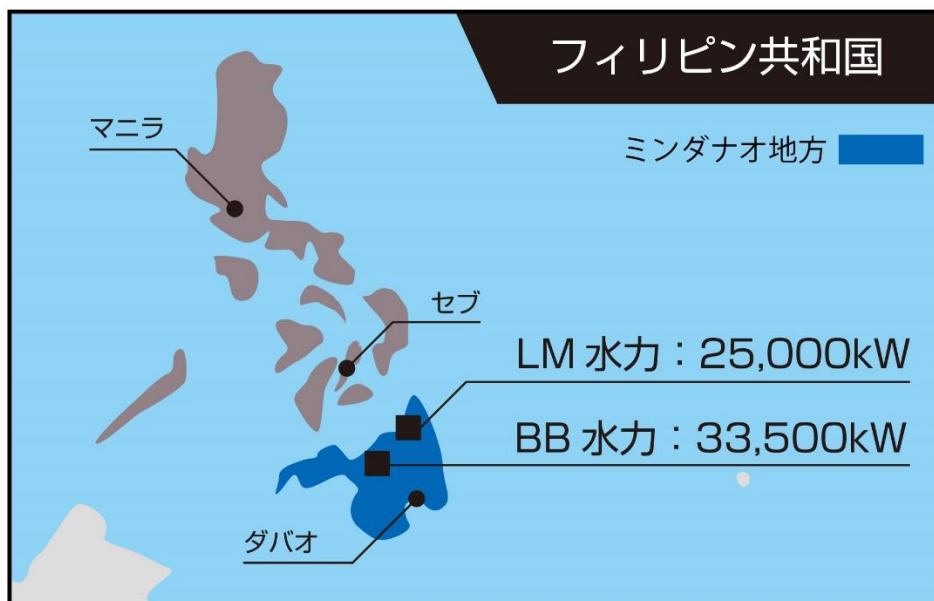 フィリピン共和国
ミンダナオ地方
マニラ
セブ
LM 水力：25,000kW
BB 水力：33,500kW
ダバオ